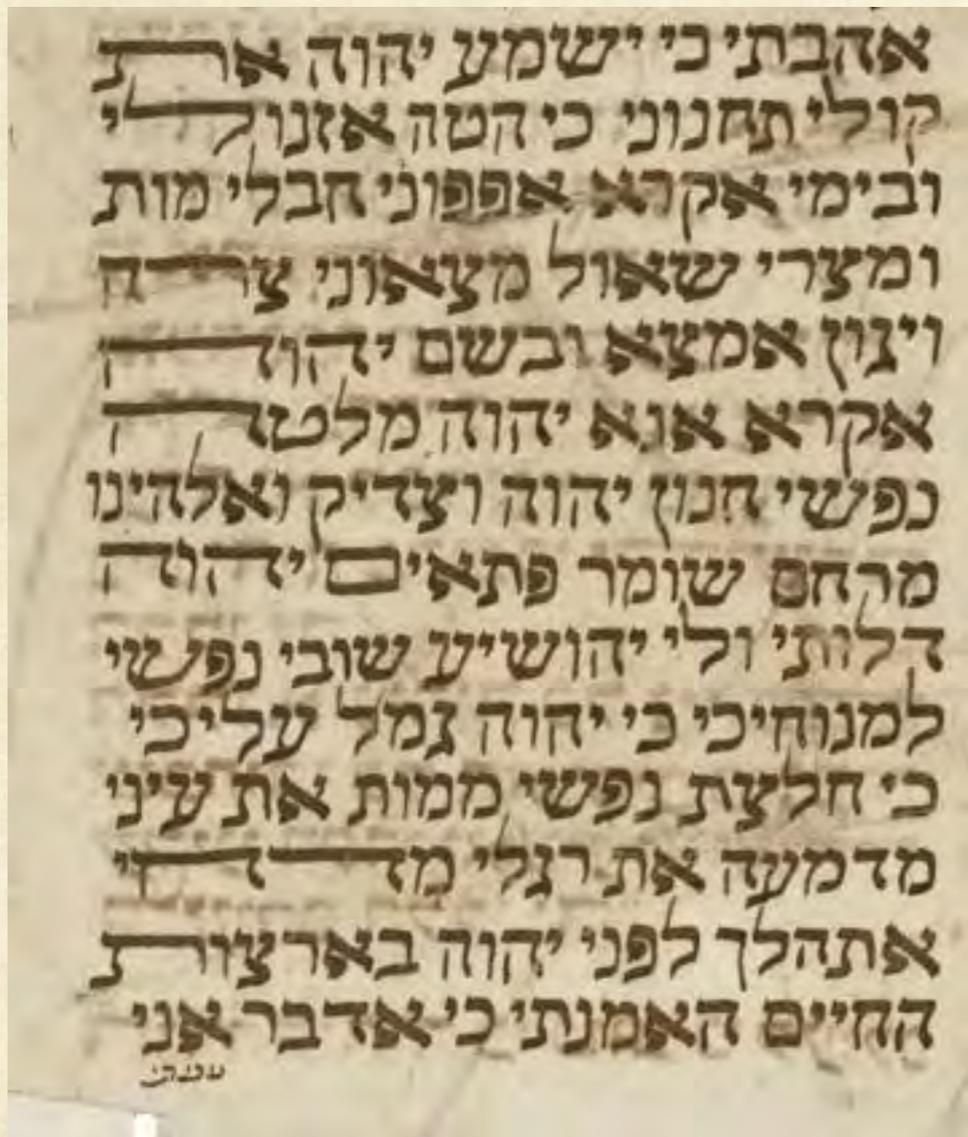 אהבתי כי ישמע יהוה את
קולי תחנוני כי הטה אזנו לי
ובימי אקרא אפפוני חבלי מות
ומצרי שאול מצאוני צרה
ויגון אמצא ובשם יהוה
אקרא אנא יהוה מלטה
נפשי חנון יהוה וצדיק ואלהינו
מרחם שומר פתאים יהוה
דלותי ולי יהושיע שובי נפשי
למנוחיכי כי יהוה גמל עליכי
כי חלצת נפשי ממות את עיני
מדמעה את רגלי מדחי
אתהלך לפני יהוה בארצות
החיים האמנתי כי אדבר אני